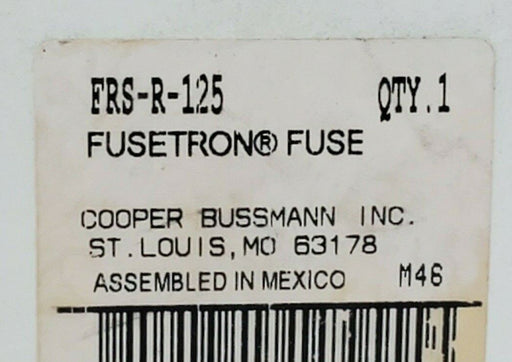 FRS-R-125 QTY.1
FUSETRON® FUSE
COOPER BUSSMANN INC.
ST.LOUIS,MO 63178
ASSEMBLED IN MEXICO M46